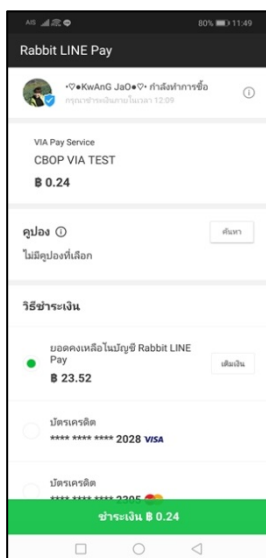 AIS 80% 11:49
Rabbit LINE Pay
•♡●KwAnG JaO●♡• กำลังทำการซื้อ
กรุณาชำระเงินภายในเวลา 12:09
VIA Pay Service
CBOP VIA TEST
฿ 0.24
คูปอง
ค้นหา
ไม่มีคูปองที่เลือก
วิธีชำระเงิน
ยอดคงเหลือในบัญชี Rabbit LINE
Pay
เติมเงิน
฿ 23.52
บัตรเครดิต
**** **** **** 2028 VISA
บัตรเครดิต
**** **** **** 2305
ชำระเงิน ฿ 0.24